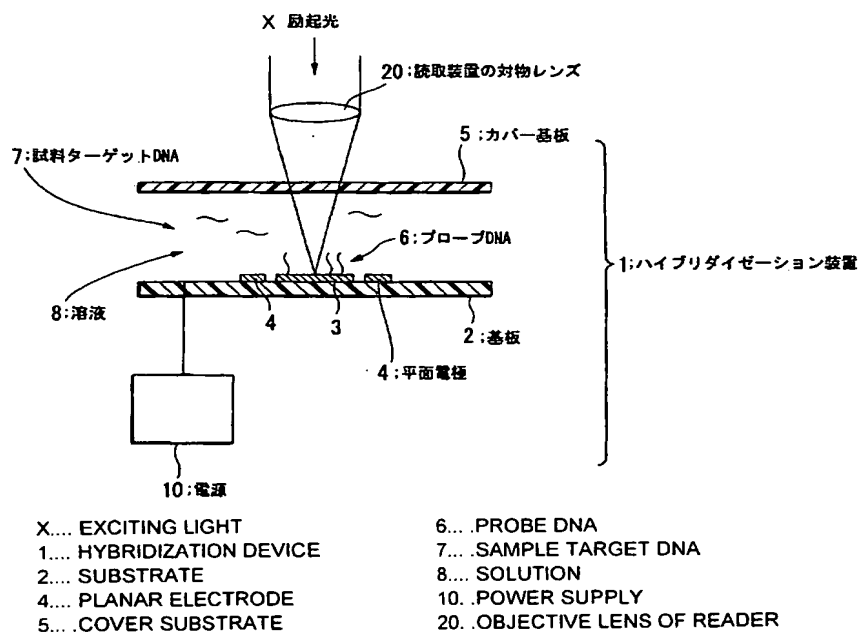 X 励起光
20;読取装置の対物レンズ
5;カバー基板
7;試料ターゲットDNA
6;プローブDNA
1;ハイブリダイゼーション装置
8;溶液
4
3
2;基板
4;平面電極
10;電源
X.... EXCITING LIGHT
1.... HYBRIDIZATION DEVICE
2.... SUBSTRATE
4.... PLANAR ELECTRODE
5.... .COVER SUBSTRATE
6... .PROBE DNA
7... .SAMPLE TARGET DNA
8.... SOLUTION
10. .POWER SUPPLY
20. .OBJECTIVE LENS OF READER